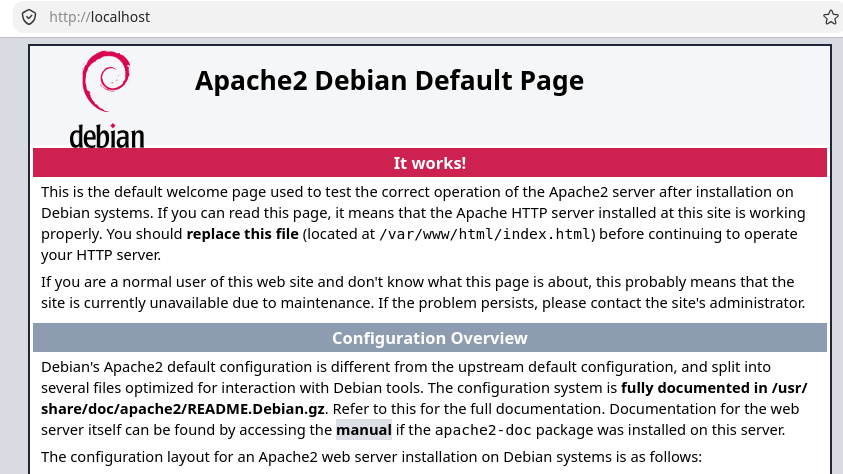 http://localhost
Apache2 Debian Default Page
debian
It works!
This is the default welcome page used to test the correct operation of the Apache2 server after installation on
Debian systems. If you can read this page, it means that the Apache HTTP server installed at this site is working
properly. You should replace this file (located at /var/www/html/index.html) before continuing to operate
your HTTP server.
If you are a normal user of this web site and don't know what this page is about, this probably means that the
site is currently unavailable due to maintenance. If the problem persists, please contact the site's administrator.
Configuration Overview
Debian's Apache2 default configuration is different from the upstream default configuration, and split into
several files optimized for interaction with Debian tools. The configuration system is fully documented in /usr/
share/doc/apache2/README.Debian.gz. Refer to this for the full documentation. Documentation for the web
server itself can be found by accessing the manual if the apache2-doc package was installed on this server.
The configuration layout for an Apache2 web server installation on Debian systems is as follows: